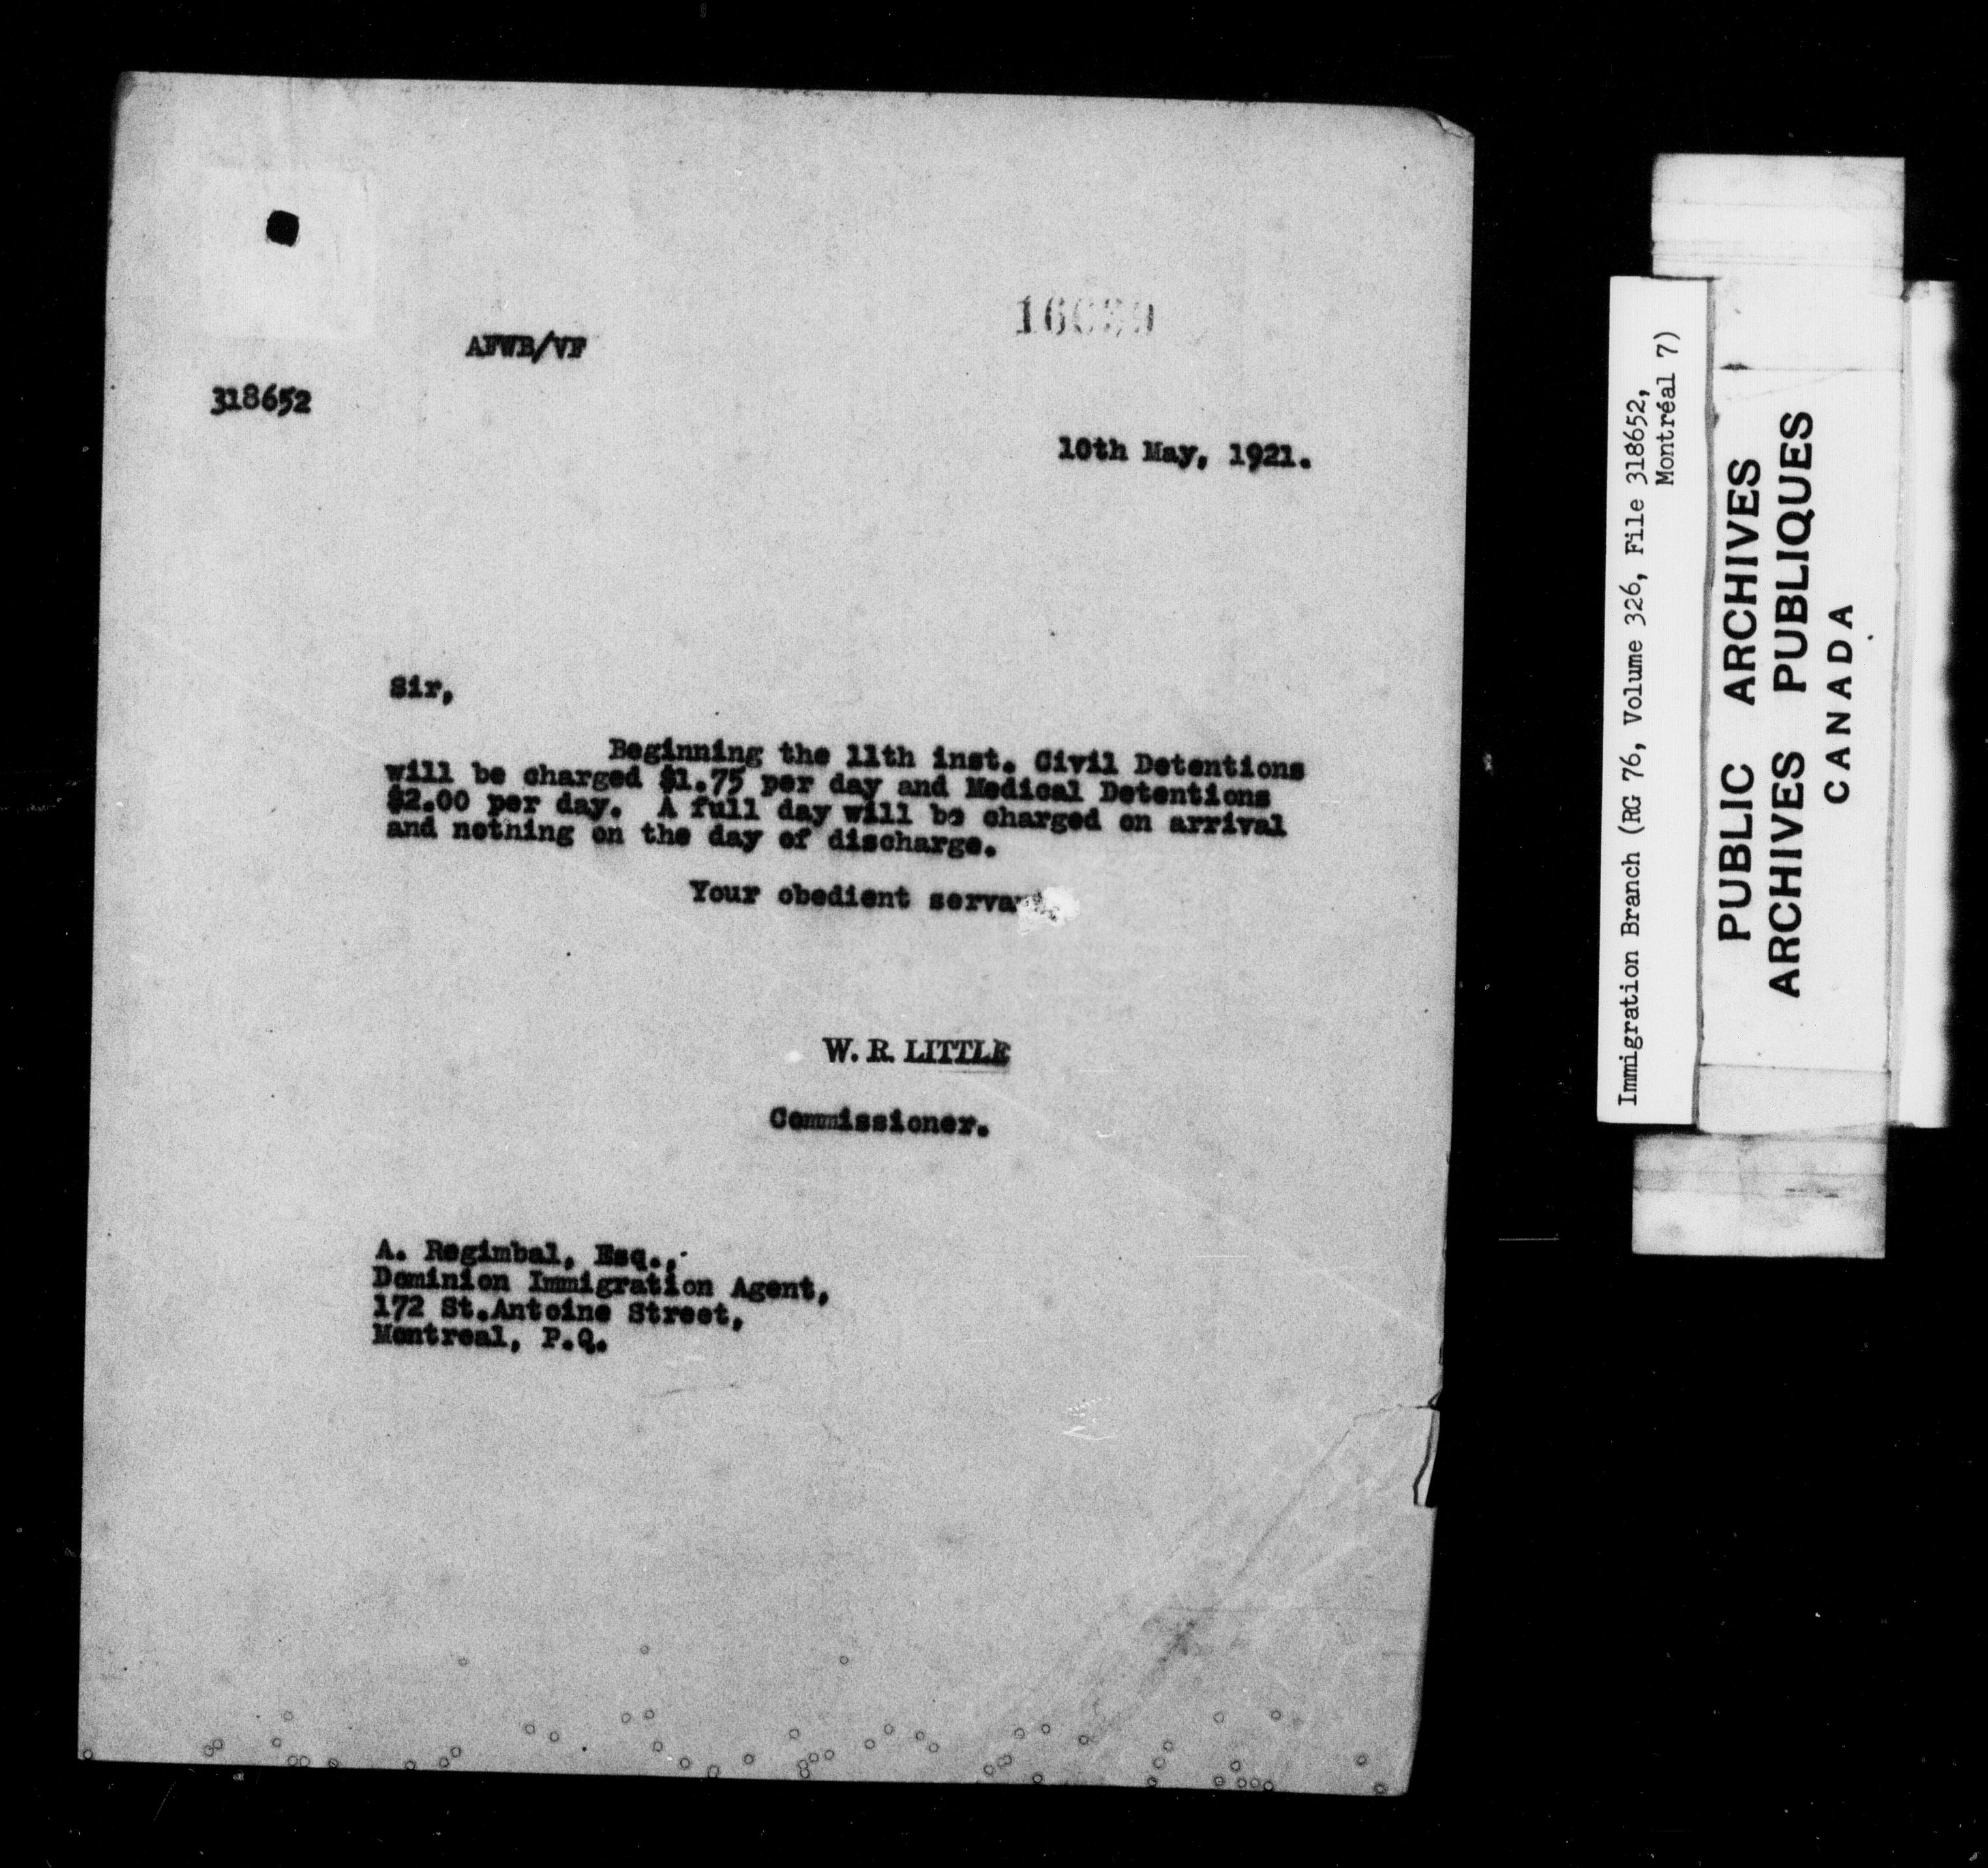 AFWB/VF
318652
10th May, 1921.
Sir,
Beginning the 11th inst. Civil Detentions
will be charged $1.75 per day and Medical Detentions
$2.00 per day. A full day will be charged on arrival
and nothing on the day of discharge.
Your obedient servant,
W. R. LITTLE
Commissioner.
A. Regimbal, Esq.,
Dominion Immigration Agent,
172 St.Antoine Street,
Montreal, P.Q.
Immigration Branch (RG 76, Volume 326, File 318652,
Montréal 7)
PUBLIC ARCHIVES
ARCHIVES PUBLIQUES
CANADA